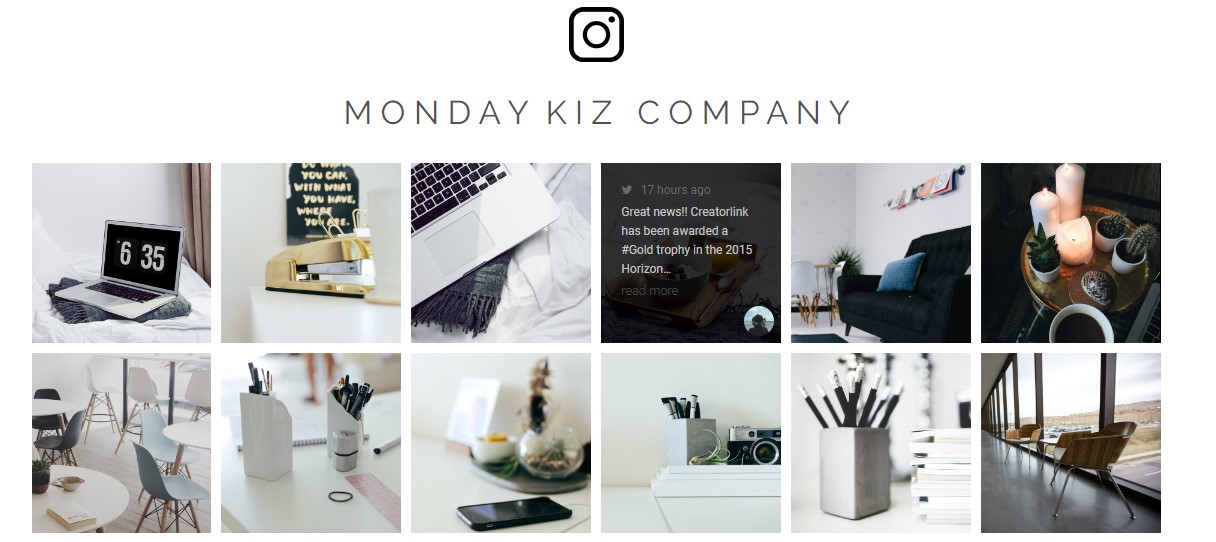 MONDAY KIZ COMPANY
6 35
DO WHAT
YOU CAN,
WITH WHAT
YOU HAVE,
WHERE
YOU ARE.
17 hours ago
Great news!! Creatorlink
has been awarded a
#Gold trophy in the 2015
Horizon...
read more